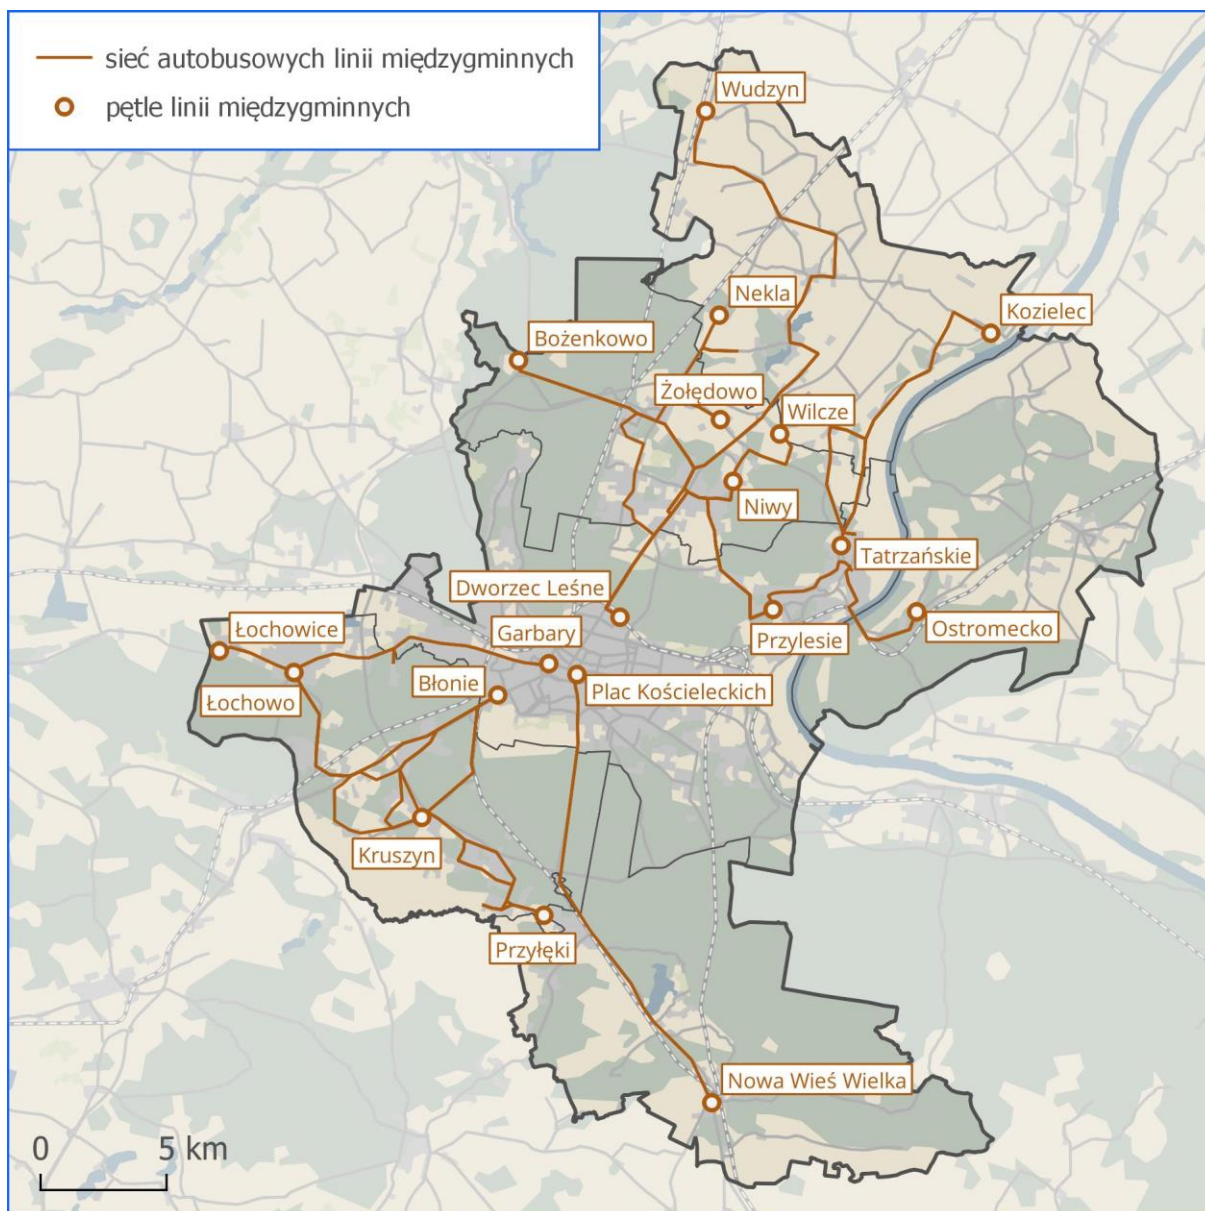 sieć autobusowych linii międzygminnych
pętle linii międzygminnych
Wudzyn
Nekla
Kozielec
Bożenkowo
Żołędowo
Wilcze
Niwy
Tatrzańskie
Dworzec Leśne
Łochowice
Garbary
Przylesie
Ostromecko
Błonie
Plac Kościeleckich
Łochowo
Kruszyn
Przyłęki
Nowa Wieś Wielka
0 5 km